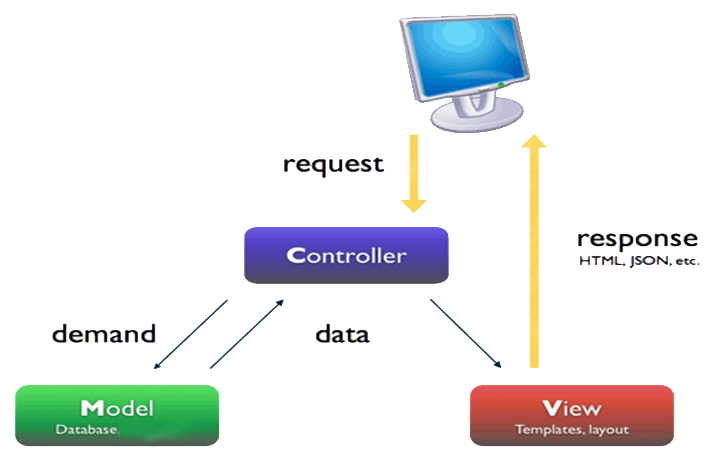 request
Controller
response
HTML, JSON, etc.
demand
data
Model
Database,
View
Templates, layout